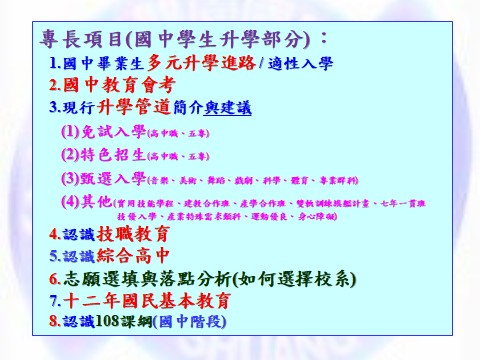 專長項目(國中學生升學部分)：
1.國中畢業生多元升學進路/適性入學
2.國中教育會考
3.現行升學管道簡介與建議
(1)免試入學(高中職、五專)
(2)特色招生(高中職、五專)
(3)甄選入學(音樂、美術、舞蹈、戲劇、科學、體育、專業群科)
(4)其他(實用技能學程、建教合作班、產學合作班、雙軌訓練旗艦計畫、七年一貫班
技優入學、產業特殊需求類科、運動優良、身心障礙)
4.認識技職教育
5.認識綜合高中
6.志願選填與落點分析(如何選擇校系)
7.十二年國民基本教育
8.認識108課綱(國中階段)